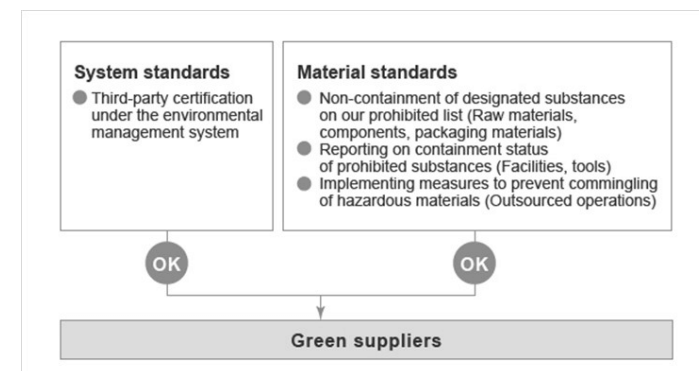 System standards
Third-party certification
under the environmental
management system
Material standards
Non-containment of designated substances
on our prohibited list (Raw materials,
components, packaging materials)
Reporting on containment status
of prohibited substances (Facilities, tools)
Implementing measures to prevent commingling
of hazardous materials (Outsourced operations)
OK
OK
Green suppliers